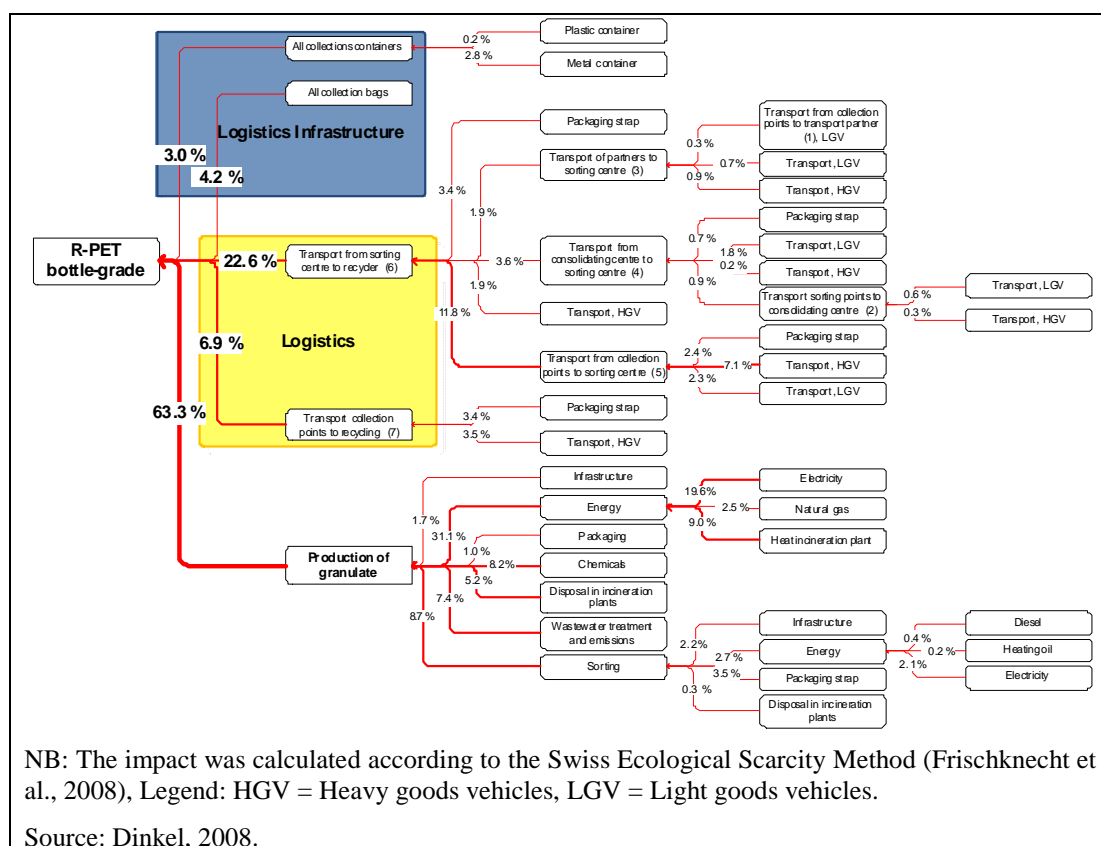 Plastic container
All collections containers
0.2 %
2.8 %
Metal container
All collection bags
Logistics Infrastructure
3.0 %
4.2 %
Packaging strap
Transport from collection
points to transport partner
(1), LGV
0.3 %
Transport of partners to
sorting centre (3)
0.7 %
Transport, LGV
0.9 %
Transport, HGV
3.4 %
1.9 %
Packaging strap
R-PET
bottle-grade
22.6 %
Transport from sorting
centre to recyder (6)
3.6 %
Transport from
consolidating centre to
sorting centre (4)
0.7 %
1.8 %
Transport, LGV
0.2 %
Transport, HGV
0.9 %
Transport sorting points to
consdidating centre (2)
0.6 %
Transport, LGV
0.3 %
Transport, HGV
1.9 %
Transport, HGV
11.8 %
Logistics
6.9 %
Transport from collection
points to sorting centre (5)
Packaging strap
2.4 %
7.1 %
Transport, HGV
2.3 %
Transport, LGV
63.3 %
Transport collection
points to recycling (7)
3.4 %
Packaging strap
3.5 %
Transport, HGV
Infrastructure
1.7 %
Energy
31.1 %
19.6%
Electricity
2.5 %
Natural gas
9.0 %
Heat incineration plant
Production of
granulate
Packaging
1.0 %
Chemicals
8.2%
5.2 %
Disposal in incineration
plants
7.4 %
Wastewater treatment
and emissions
8.7 %
Sorting
Infrastructure
2.2%
2.7 %
Energy
3.5 %
Packaging strap
0.3 %
Disposal in incineration
plants
Diesel
0.4 %
0.2 %
Heating oil
2.1 %
Electricity
NB: The impact was calculated according to the Swiss Ecological Scarcity Method (Frischknecht et
al., 2008), Legend: HGV = Heavy goods vehicles, LGV = Light goods vehicles.
Source: Dinkel, 2008.